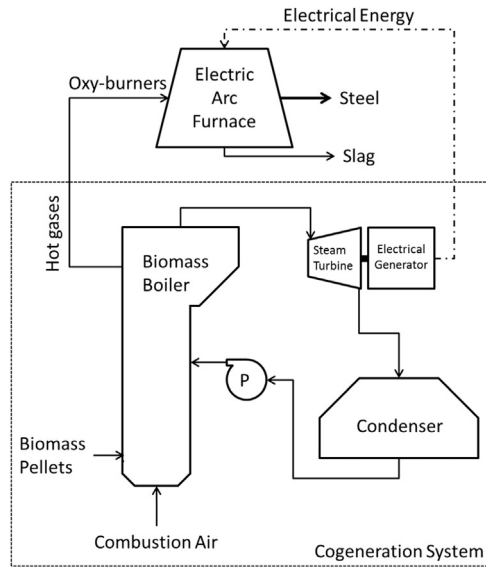 Electrical Energy
Oxy-burners
Electric
Arc
Furnace
Steel
Slag
Hot gases
Biomass
Boiler
Steam
Turbine
Electrical
Generator
P
Condenser
Biomass
Pellets
Combustion Air
Cogeneration System